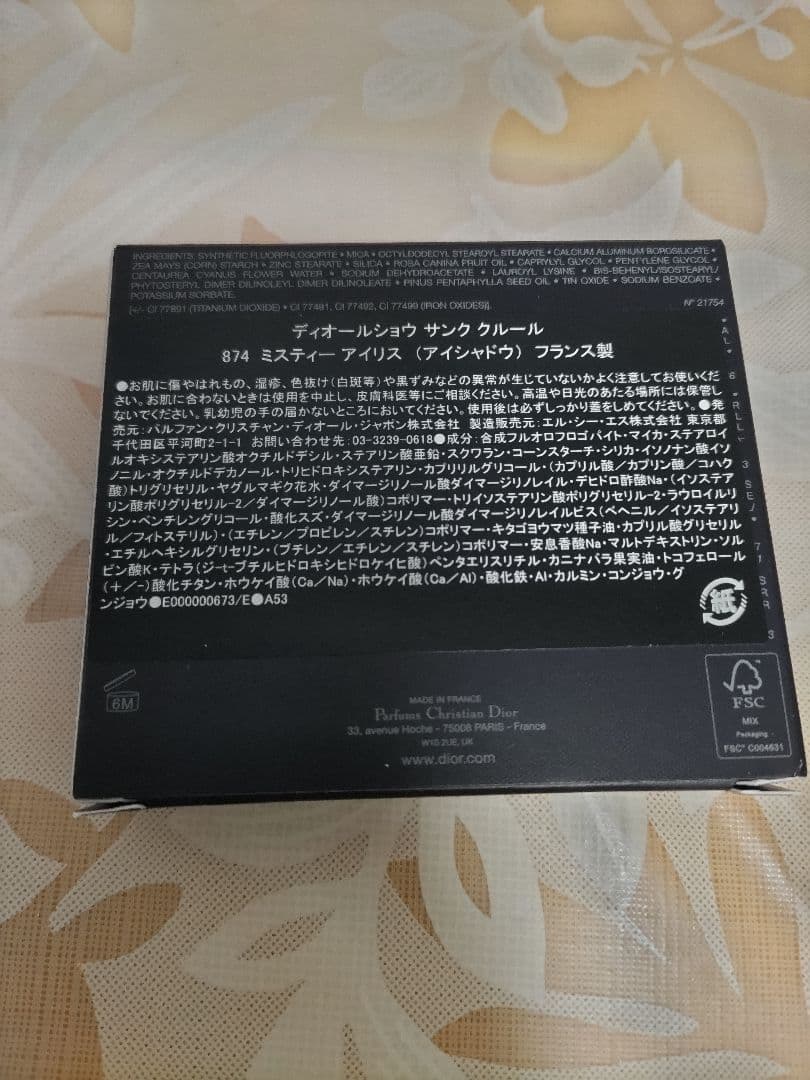 INGREDIENTS: SYNTHETIC FLUORPHLOGOPITE • MICA • OCTYLDODECYL STEAROYL STEARATE • CALCIUM ALUMINUM BOROSILICATE •
ZEA MAYS (CORN) STARCH • ZINC STEARATE • SILICA • ROSA CANINA FRUIT OIL • CAPRYLYL GLYCOL • PENTYLENE GLYCOL •
CENTAUREA CYANUS FLOWER WATER • SODIUM DEHYDROACETATE • LAUROYL LYSINE • BIS-BEHENYL/ISOSTEARYL/
PHYTOSTERYL DIMER DILINOLEYL DIMER DILINOLEATE • PINUS PENTAPHYLLA SEED OIL • TIN OXIDE • SODIUM BENZOATE •
POTASSIUM SORBATE.
[+/- CI 77891 (TITANIUM DIOXIDE) • CI 77491, CI 77492, CI 77499 (IRON OXIDES)].
N° 21754
ディオールショウ サンク クルール
874 ミスティー アイリス (アイシャドウ) フランス製
●お肌に傷やはれもの、湿疹、色抜け(白斑等)や黒ずみなどの異常が生じていないかよく注意してお使いくだ
さい。お肌に合わないときは使用を中止し、皮膚科医等にご相談ください。高温や日光のあたる場所には保管し
ないでください。乳幼児の手の届かないところにおいてください。使用後は必ずしっかり蓋をしめてください。●発
売元:パルファン・クリスチャン・ディオール・ジャポン株式会社 製造販売元:エル・シー・エス株式会社 東京都
千代田区平河町2-1-1 お問い合わせ先:03-3239-0618●成分:合成フルオロフロゴパイト・マイカ・ステアロイ
ルオキシステアリン酸オクチルドデシル・ステアリン酸亜鉛・スクワラン・コーンスターチ・シリカ・イソノナン酸イソ
ノニル・オクチルドデカノール・トリヒドロキシステアリン・カプリリルグリコール・(カプリル酸/カプリン酸/コハク
酸)トリグリセリル・ヤグルマギク花水・ダイマージリノール酸ダイマージリノレイル・デヒドロ酢酸Na・(イソステア
リン酸ポリグリセリル-2/ダイマージリノール酸)コポリマー・トリイソステアリン酸ポリグリセリル-2・ラウロイルリ
シン・ペンチレングリコール・酸化スズ・ダイマージリノール酸ダイマージリノレイルビス(ベヘニル/イソステアリ
ル/フィトステリル)・(エチレン/プロピレン/スチレン)コポリマー・キタゴヨウマツ種子油・カプリル酸グリセリル
・エチルヘキシルグリセリン・(ブチレン/エチレン/スチレン)コポリマー・安息香酸Na・マルトデキストリン・ソル
ビン酸K・テトラ(ジ-t-ブチルヒドロキシヒドロケイヒ酸)ペンタエリスリチル・カニナバラ果実油・トコフェロール
(+/-)酸化チタン・ホウケイ酸(Ca/Na)・ホウケイ酸(Ca/Al)・酸化鉄・Al・カルミン・コンジョウ・グ
ンジョウ●E000000673/E●A53
紙
6M
MADE IN FRANCE
Parfums Christian Dior
33, avenue Hoche - 75008 PARIS - France
W1S 2UE, UK
www.dior.com
FSC
MIX
Packaging
FSC® C004631